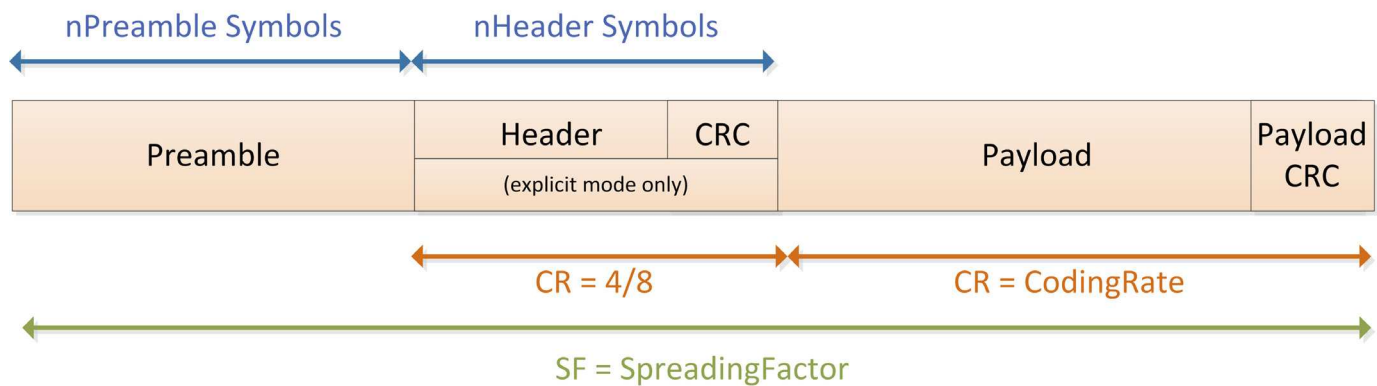 nPreamble Symbols
nHeader Symbols
Preamble
Header
CRC
(explicit mode only)
Payload
Payload
CRC
CR = 4/8
CR = CodingRate
SF = SpreadingFactor